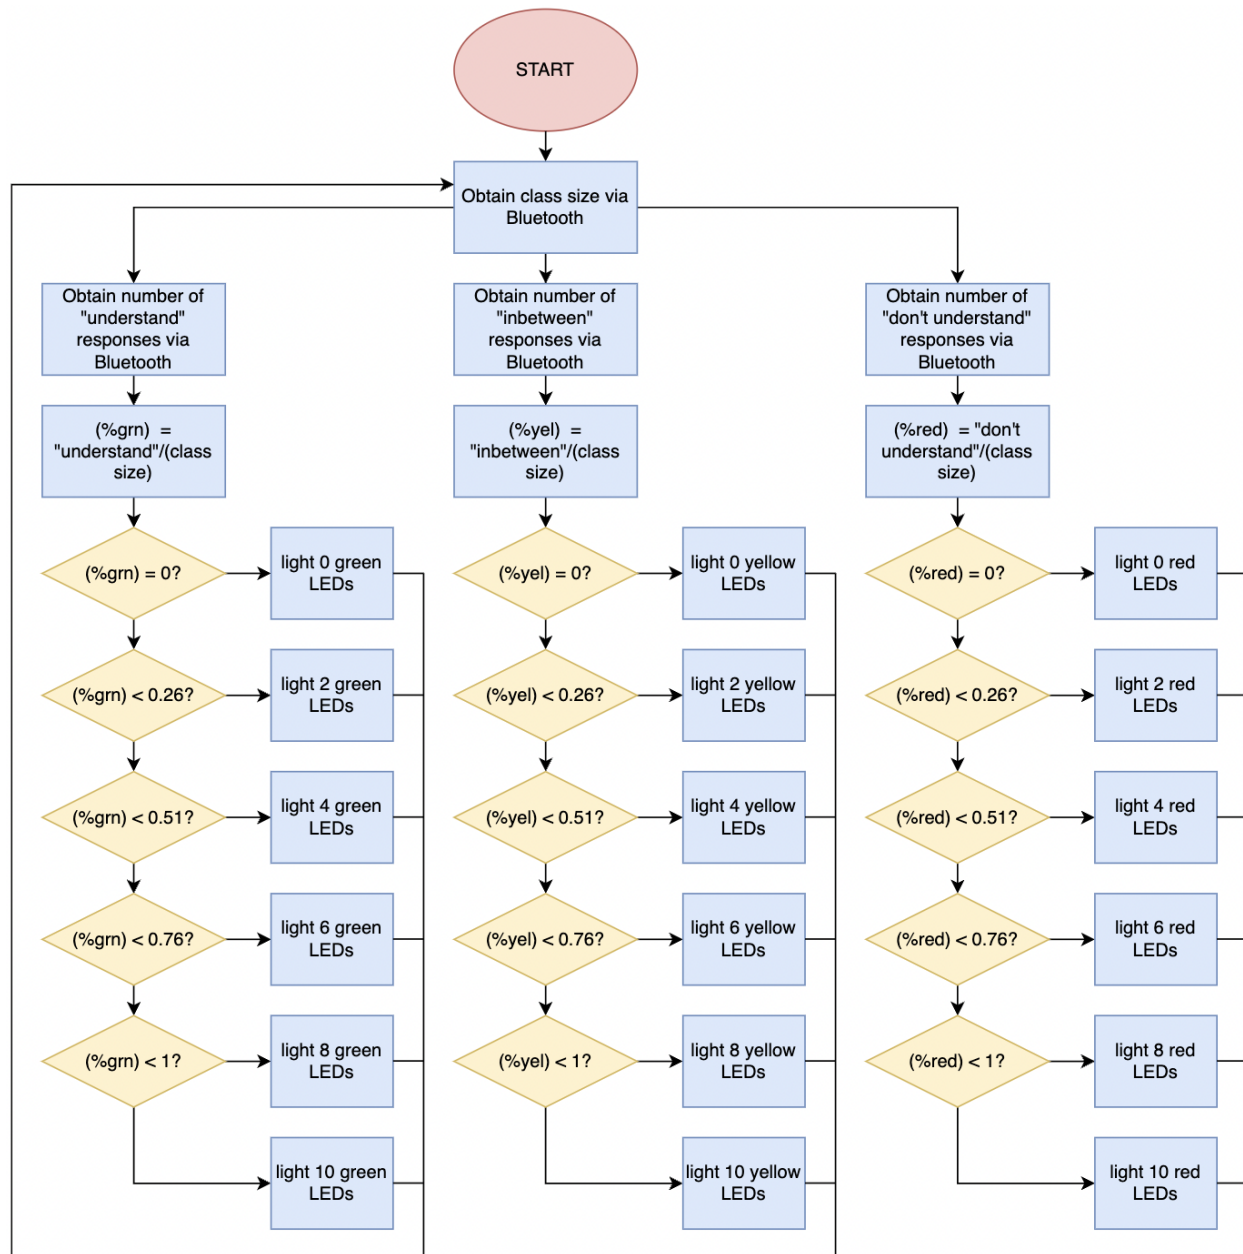 START
Obtain class size via
Bluetooth
Obtain number of
"understand"
responses via
Bluetooth
Obtain number of
"inbetween"
responses via
Bluetooth
Obtain number of
"don't understand"
responses via
Bluetooth
(%grn)  =
"understand"/(class
size)
(%yel)  =
"inbetween"/(class
size)
(%red)  = "don't
understand"/(class
size)
(%grn) = 0?
light 0 green
LEDs
(%yel) = 0?
light 0 yellow
LEDs
(%red) = 0?
light 0 red
LEDs
(%grn) < 0.26?
light 2 green
LEDs
(%yel) < 0.26?
light 2 yellow
LEDs
(%red) < 0.26?
light 2 red
LEDs
(%grn) < 0.51?
light 4 green
LEDs
(%yel) < 0.51?
light 4 yellow
LEDs
(%red) < 0.51?
light 4 red
LEDs
(%grn) < 0.76?
light 6 green
LEDs
(%yel) < 0.76?
light 6 yellow
LEDs
(%red) < 0.76?
light 6 red
LEDs
(%grn) < 1?
light 8 green
LEDs
(%yel) < 1?
light 8 yellow
LEDs
(%red) < 1?
light 8 red
LEDs
light 10 green
LEDs
light 10 yellow
LEDs
light 10 red
LEDs